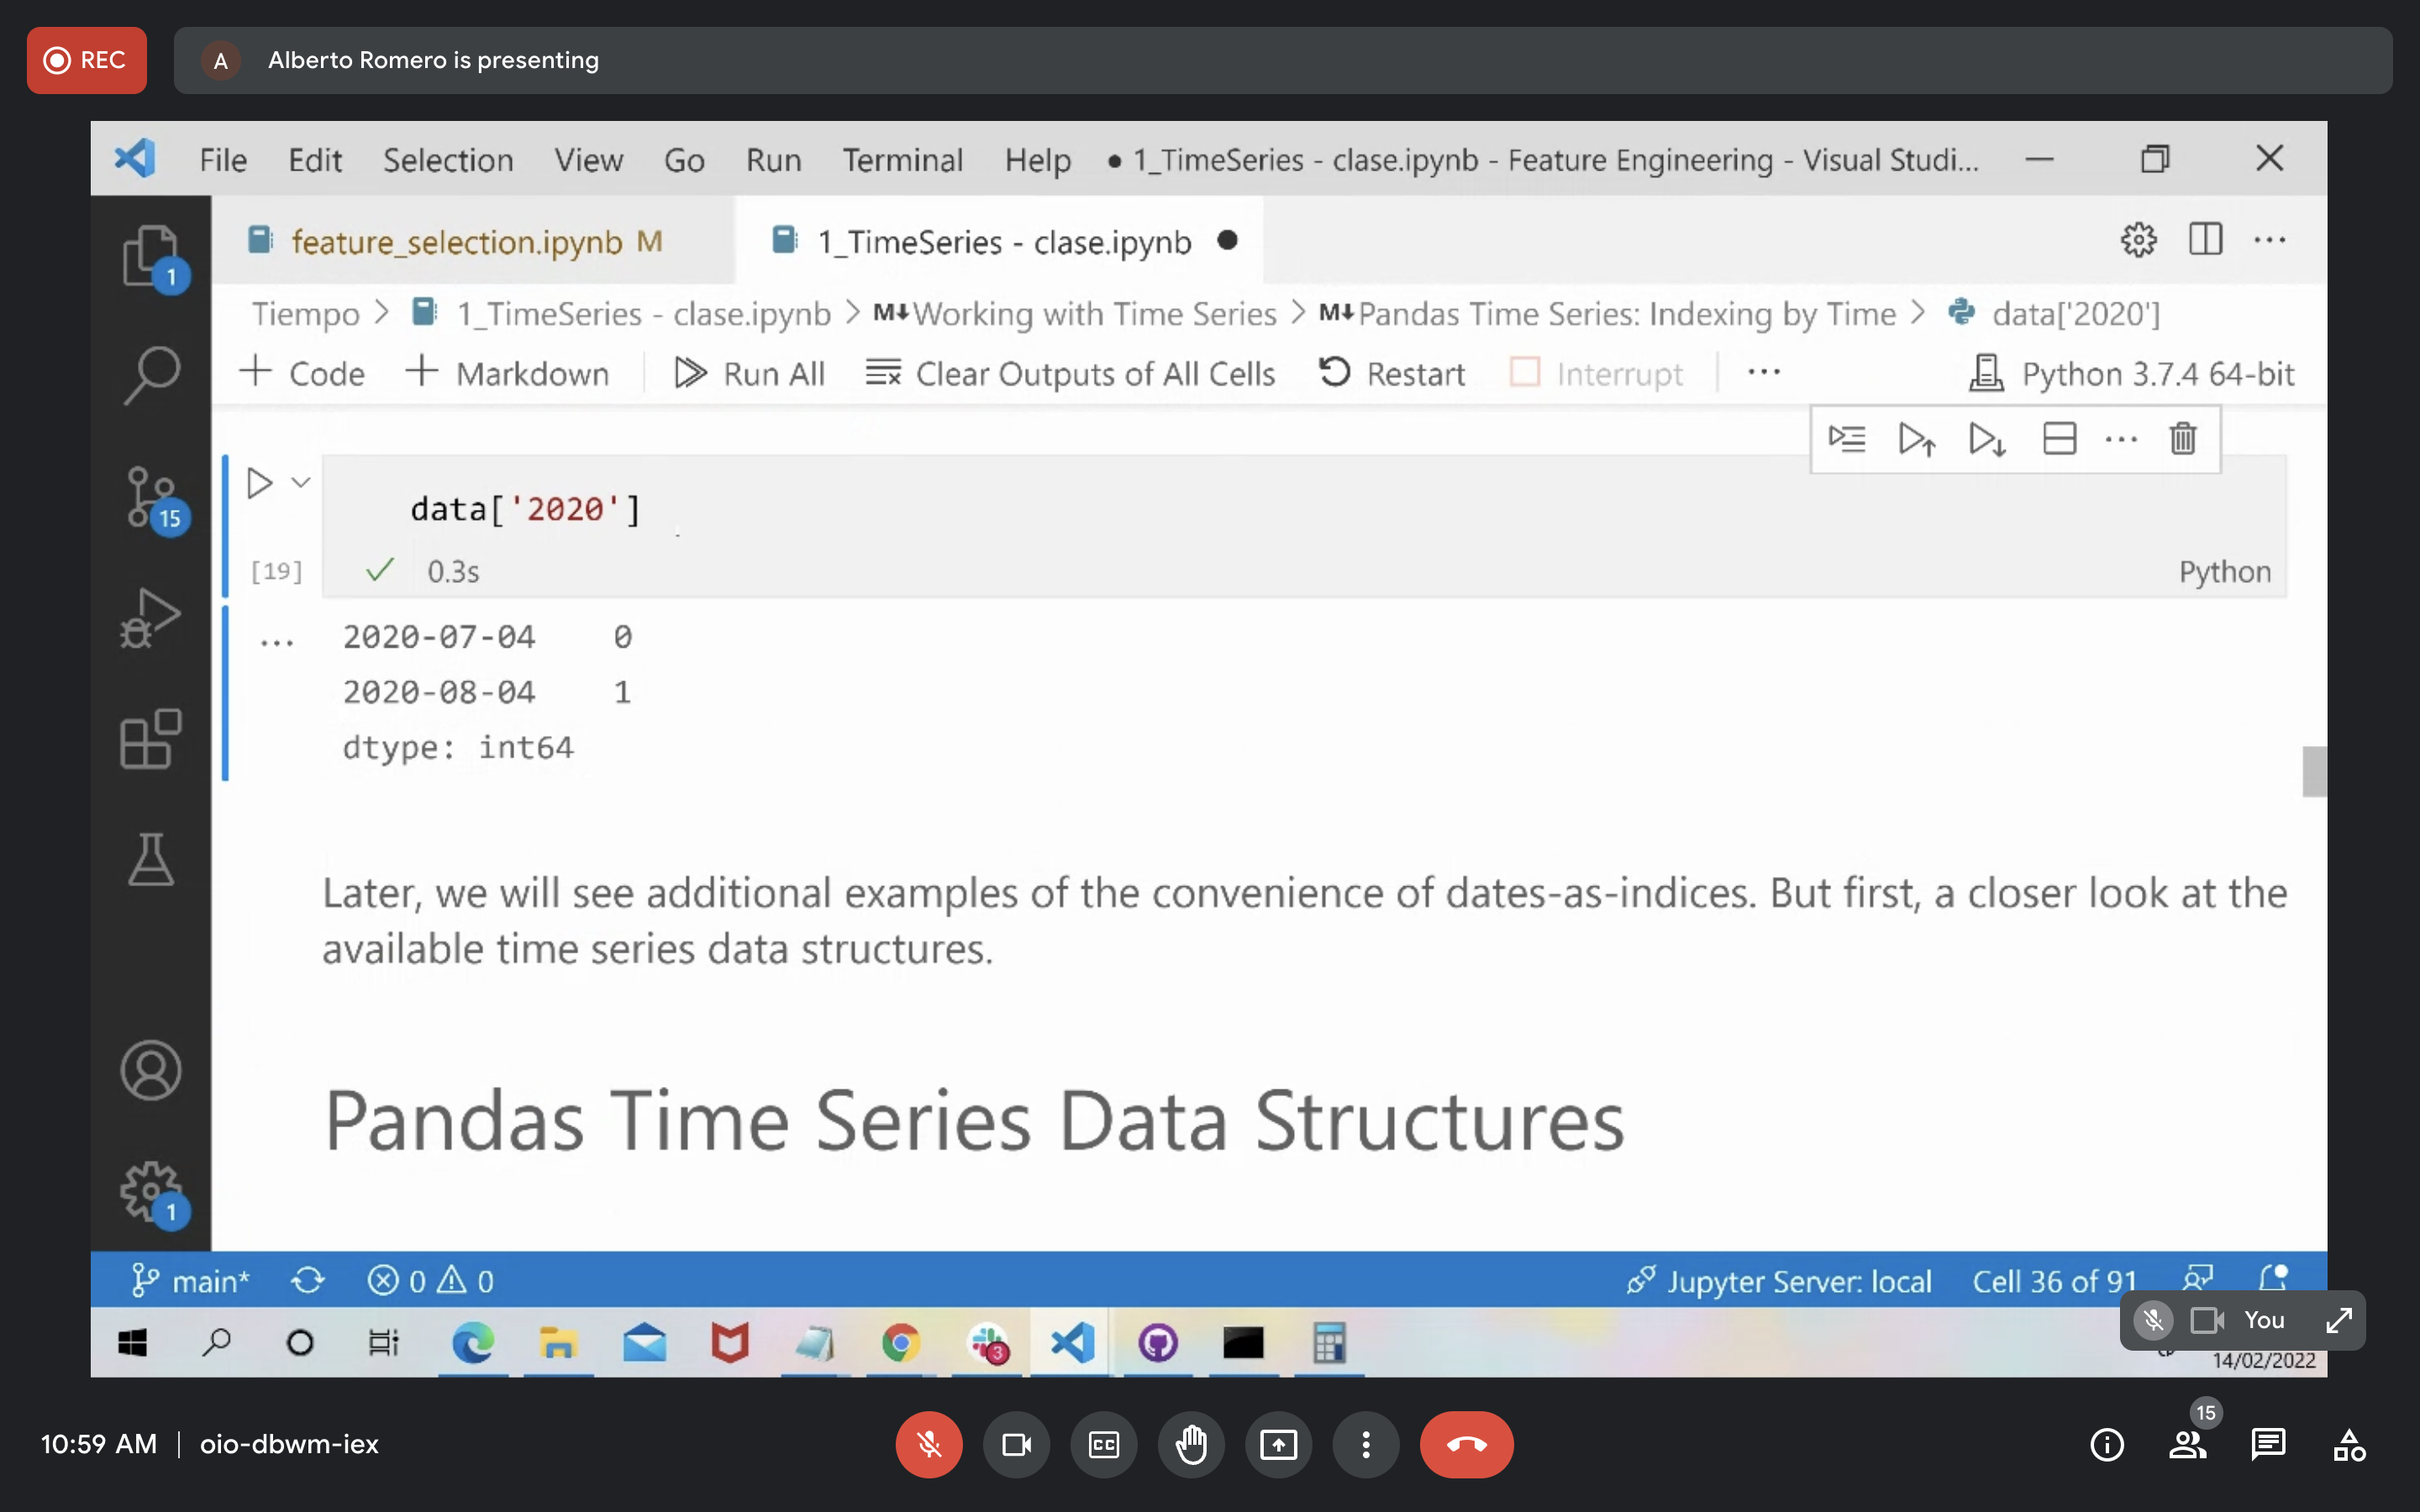 REC
A
Alberto Romero is presenting
File Edit Selection View Go Run Terminal Help ● 1_TimeSeries - clase.ipynb - Feature Engineering - Visual Studi...
feature_selection.ipynb M
1_TimeSeries - clase.ipynb
1
Tiempo > 1_TimeSeries - clase.ipynb > M↓Working with Time Series > M↓Pandas Time Series: Indexing by Time > data['2020']
+ Code + Markdown Run All Clear Outputs of All Cells Restart Interrupt ... Python 3.7.4 64-bit
data['2020']
15
[19] ✓ 0.3s Python
... 2020-07-04 0
2020-08-04 1
dtype: int64
Later, we will see additional examples of the convenience of dates-as-indices. But first, a closer look at the
available time series data structures.
Pandas Time Series Data Structures
1
main* 0 0 Jupyter Server: local Cell 36 of 91
3
You
14/02/2022
10:59 AM | oio-dbwm-iex
CC
15